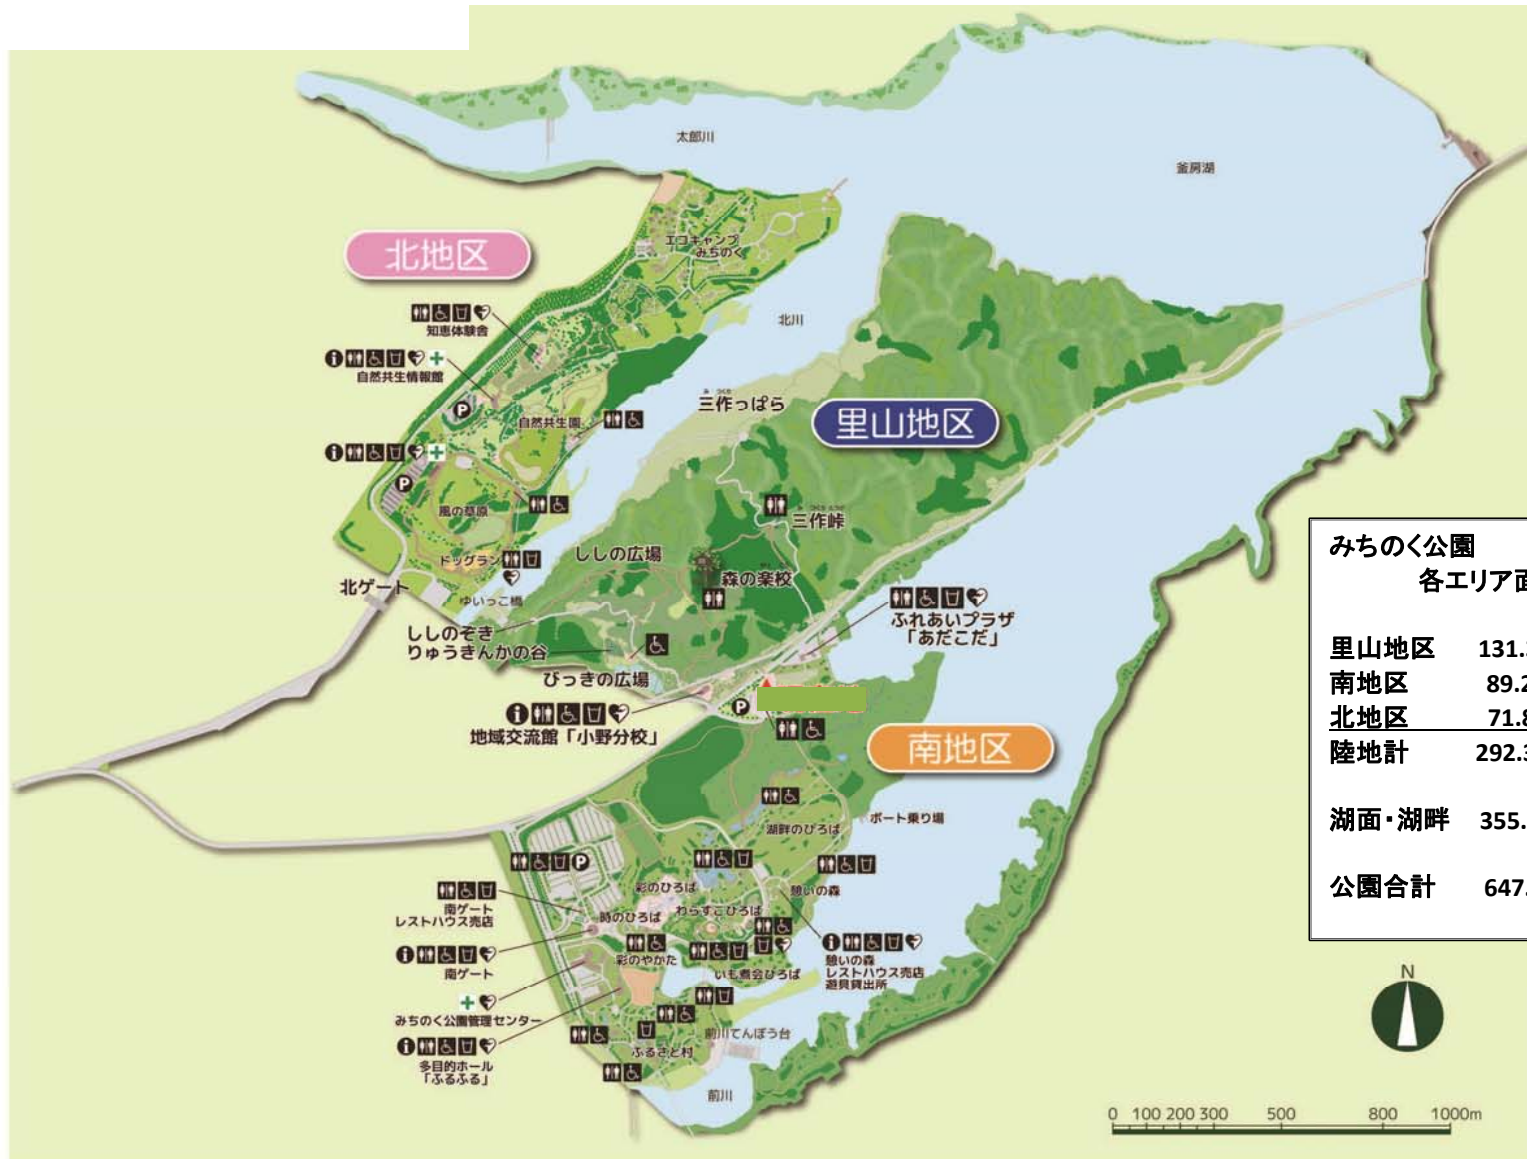 太郎川
釜房湖
エコキャンプ
みちのく
北地区
知恵体験舎
北川
自然共生情報館
P
三作っぱら
自然共生園
里山地区
P
風の草原
三作峠
ししの広場
ドッグラン
森の楽校
北ゲート
ゆいっこ橋
ふれあいプラザ
「あだこだ」
ししのぞき
りゅうきんかの谷
びっきの広場
P
地域交流館「小野分校」
南地区
湖畔のひろば
ボート乗り場
P
彩のひろば
憩いの森
南ゲート
レストハウス売店
時のひろば
わらすこひろば
彩のやかた
南ゲート
いも煮会ひろば
憩いの森
レストハウス売店
遊具貸出所
みちのく公園管理センター
前川てんぼう台
ふるさと村
多目的ホール
「ふるふる」
前川
みちのく公園
各エリア面
里山地区 131.
南地区 89.2
北地区 71.8
陸地計 292.3
湖面・湖畔 355.
公園合計 647.
N
0 100 200 300 500 800 1000m